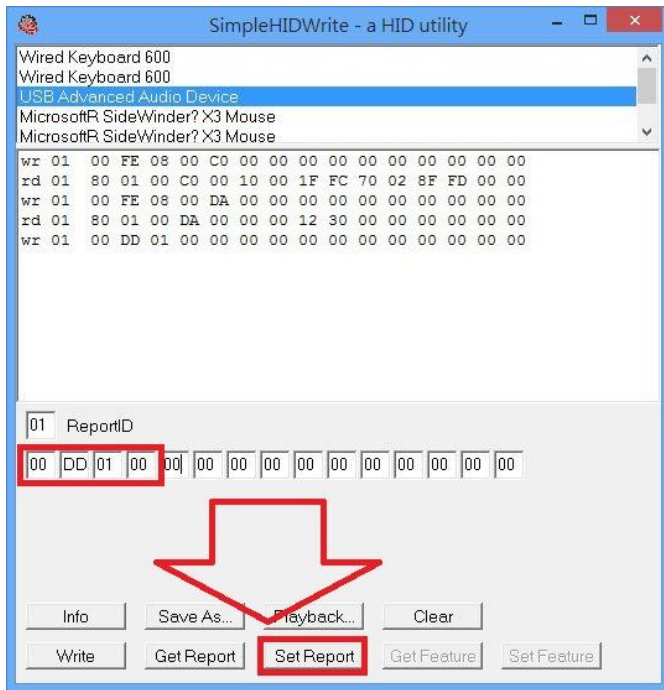 SimpleHIDWrite - a HID utility
Wired Keyboard 600
Wired Keyboard 600
USB Advanced Audio Device
MicrosoftR SideWinder? X3 Mouse
MicrosoftR SideWinder? X3 Mouse
wr 01 00 FE 08 00 C0 00 00 00 00 00 00 00 00 00 00
rd 01 80 01 00 C0 00 10 00 1F FC 70 02 8F FD 00 00
wr 01 00 FE 08 00 DA 00 00 00 00 00 00 00 00 00 00
rd 01 80 01 00 DA 00 00 00 12 30 00 00 00 00 00 00
wr 01 00 DD 01 00 00 00 00 00 00 00 00 00 00 00 00
01 ReportID
00 DD 01 00 00 00 00 00 00 00 00 00 00 00
Info Save As... Playback... Clear
Write Get Report Set Report Get Feature Set Feature